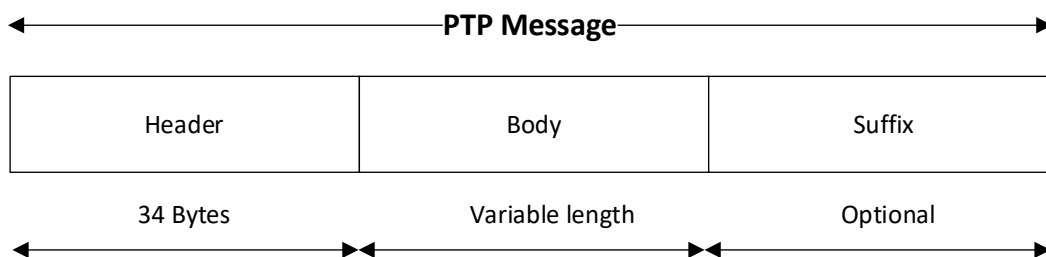 PTP Message
Header Body Suffix
34 Bytes Variable length Optional